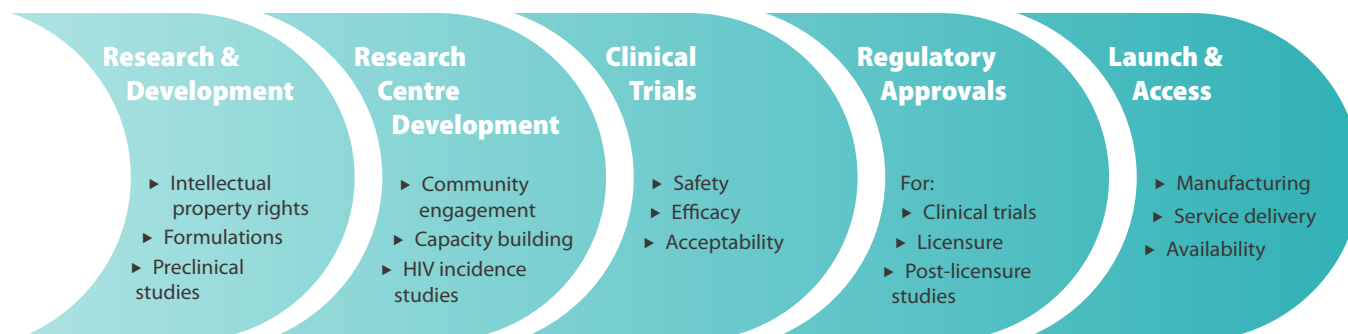 Research &
Development
▸ Intellectual
property rights
▸ Formulations
▸ Preclinical
studies
Research
Centre
Development
▸ Community
engagement
▸ Capacity building
▸ HIV incidence
studies
Clinical
Trials
▸ Safety
▸ Efficacy
▸ Acceptability
Regulatory
Approvals
For:
▸ Clinical trials
▸ Licensure
▸ Post-licensure
studies
Launch &
Access
▸ Manufacturing
▸ Service delivery
▸ Availability